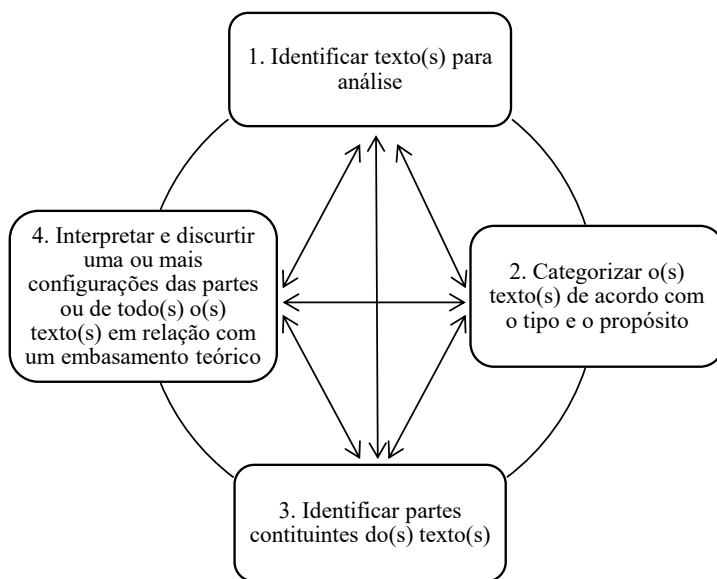 1. Identificar texto(s) para
análise
2. Categorizar o(s)
texto(s) de acordo com
o tipo e o propósito
3. Identificar partes
contituintes do(s) texto(s)
4. Interpretar e discurtir
uma ou mais
configurações das partes
ou de todo(s) o(s)
texto(s) em relação com
um embasamento teórico